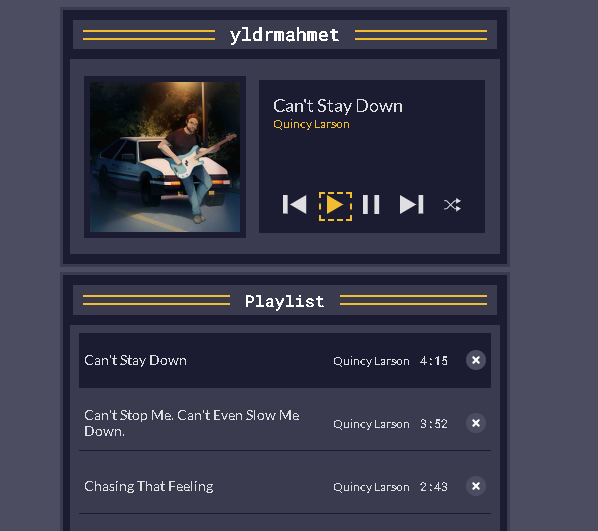 yldrmahmet
Can't Stay Down
Quincy Larson
Playlist
Can't Stay Down Quincy Larson 4:15
Can't Stop Me. Can't Even Slow Me
Down. Quincy Larson 3:52
Chasing That Feeling Quincy Larson 2:43